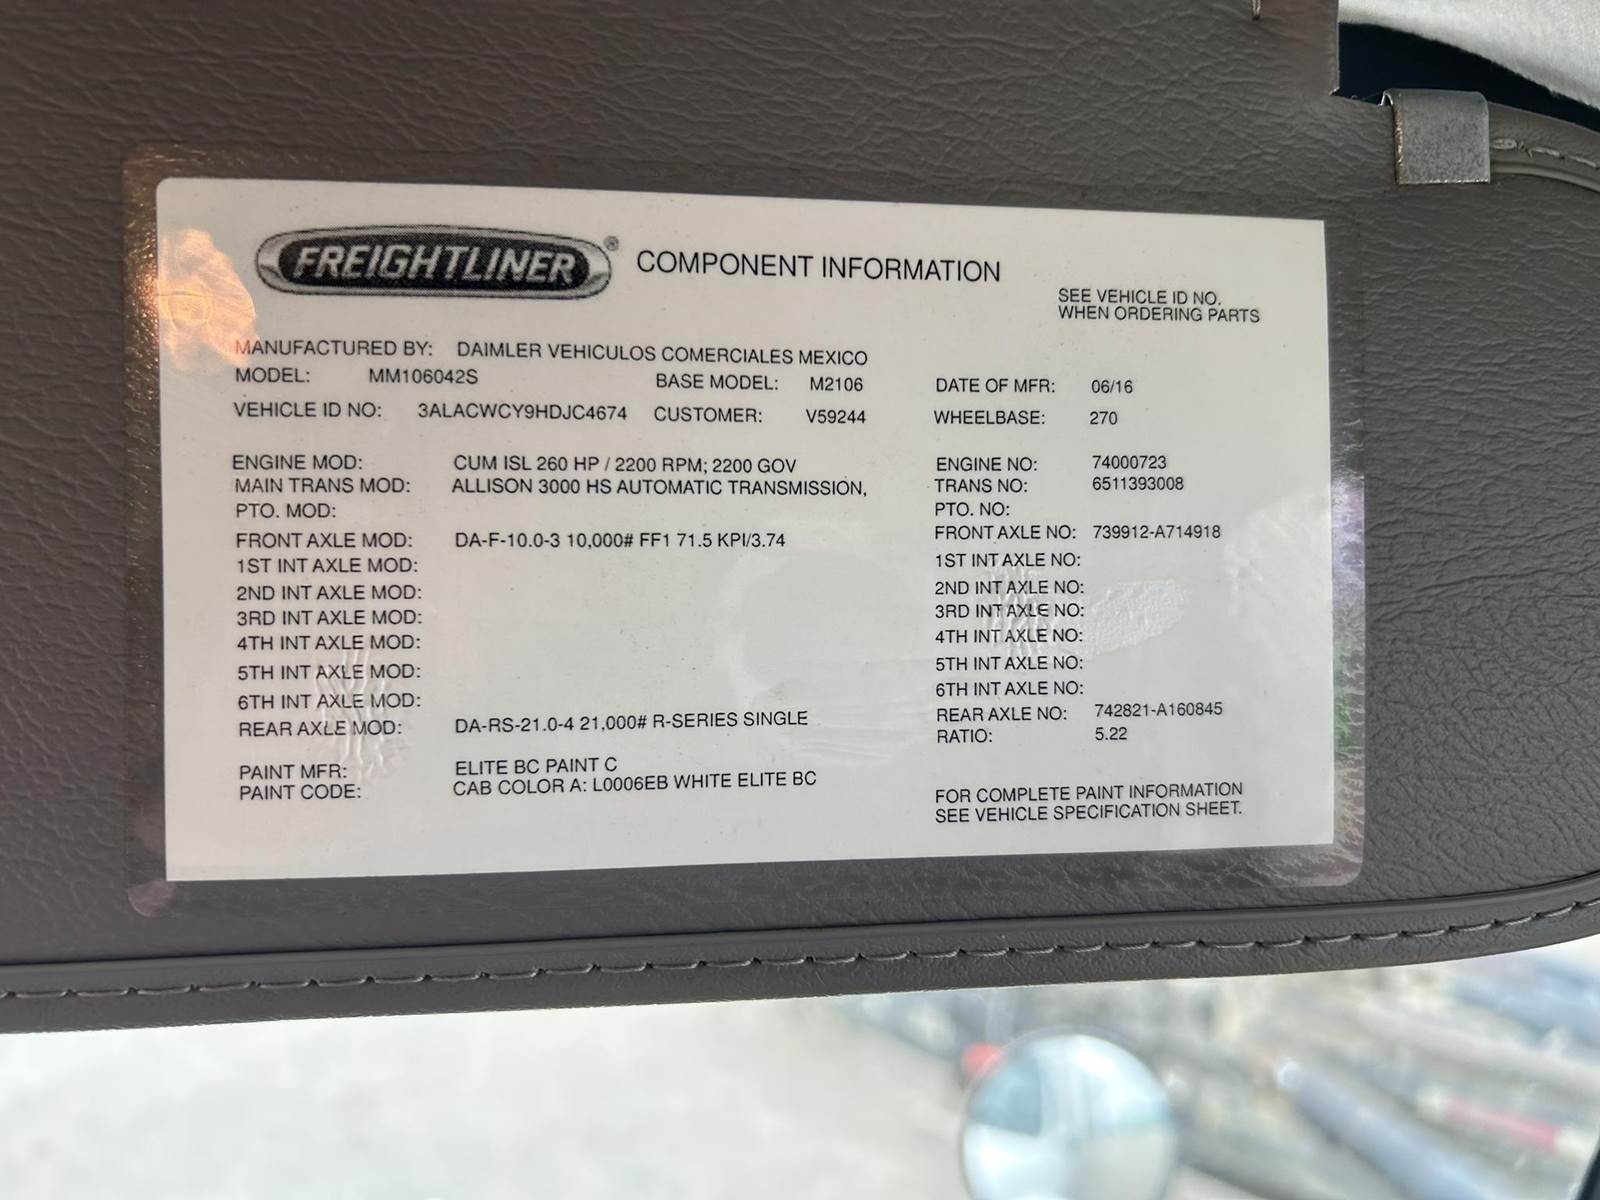 FREIGHTLINER® COMPONENT INFORMATION
SEE VEHICLE ID NO.
WHEN ORDERING PARTS
MANUFACTURED BY: DAIMLER VEHICULOS COMERCIALES MEXICO
MODEL: MM106042S BASE MODEL: M2106 DATE OF MFR: 06/16
VEHICLE ID NO: 3ALACWCY9HDJC4674 CUSTOMER: V59244 WHEELBASE: 270
ENGINE MOD: CUM ISL 260 HP / 2200 RPM; 2200 GOV ENGINE NO: 74000723
MAIN TRANS MOD: ALLISON 3000 HS AUTOMATIC TRANSMISSION, TRANS NO: 6511393008
PTO. MOD: PTO. NO:
FRONT AXLE MOD: DA-F-10.0-3 10,000# FF1 71.5 KPI/3.74 FRONT AXLE NO: 739912-A714918
1ST INT AXLE MOD: 1ST INT AXLE NO:
2ND INT AXLE MOD: 2ND INT AXLE NO:
3RD INT AXLE MOD: 3RD INT AXLE NO:
4TH INT AXLE MOD: 4TH INT AXLE NO:
5TH INT AXLE MOD: 5TH INT AXLE NO:
6TH INT AXLE MOD: 6TH INT AXLE NO:
REAR AXLE MOD: DA-RS-21.0-4 21,000# R-SERIES SINGLE REAR AXLE NO: 742821-A160845
RATIO: 5.22
PAINT MFR: ELITE BC PAINT C
PAINT CODE: CAB COLOR A: L0006EB WHITE ELITE BC
FOR COMPLETE PAINT INFORMATION
SEE VEHICLE SPECIFICATION SHEET.